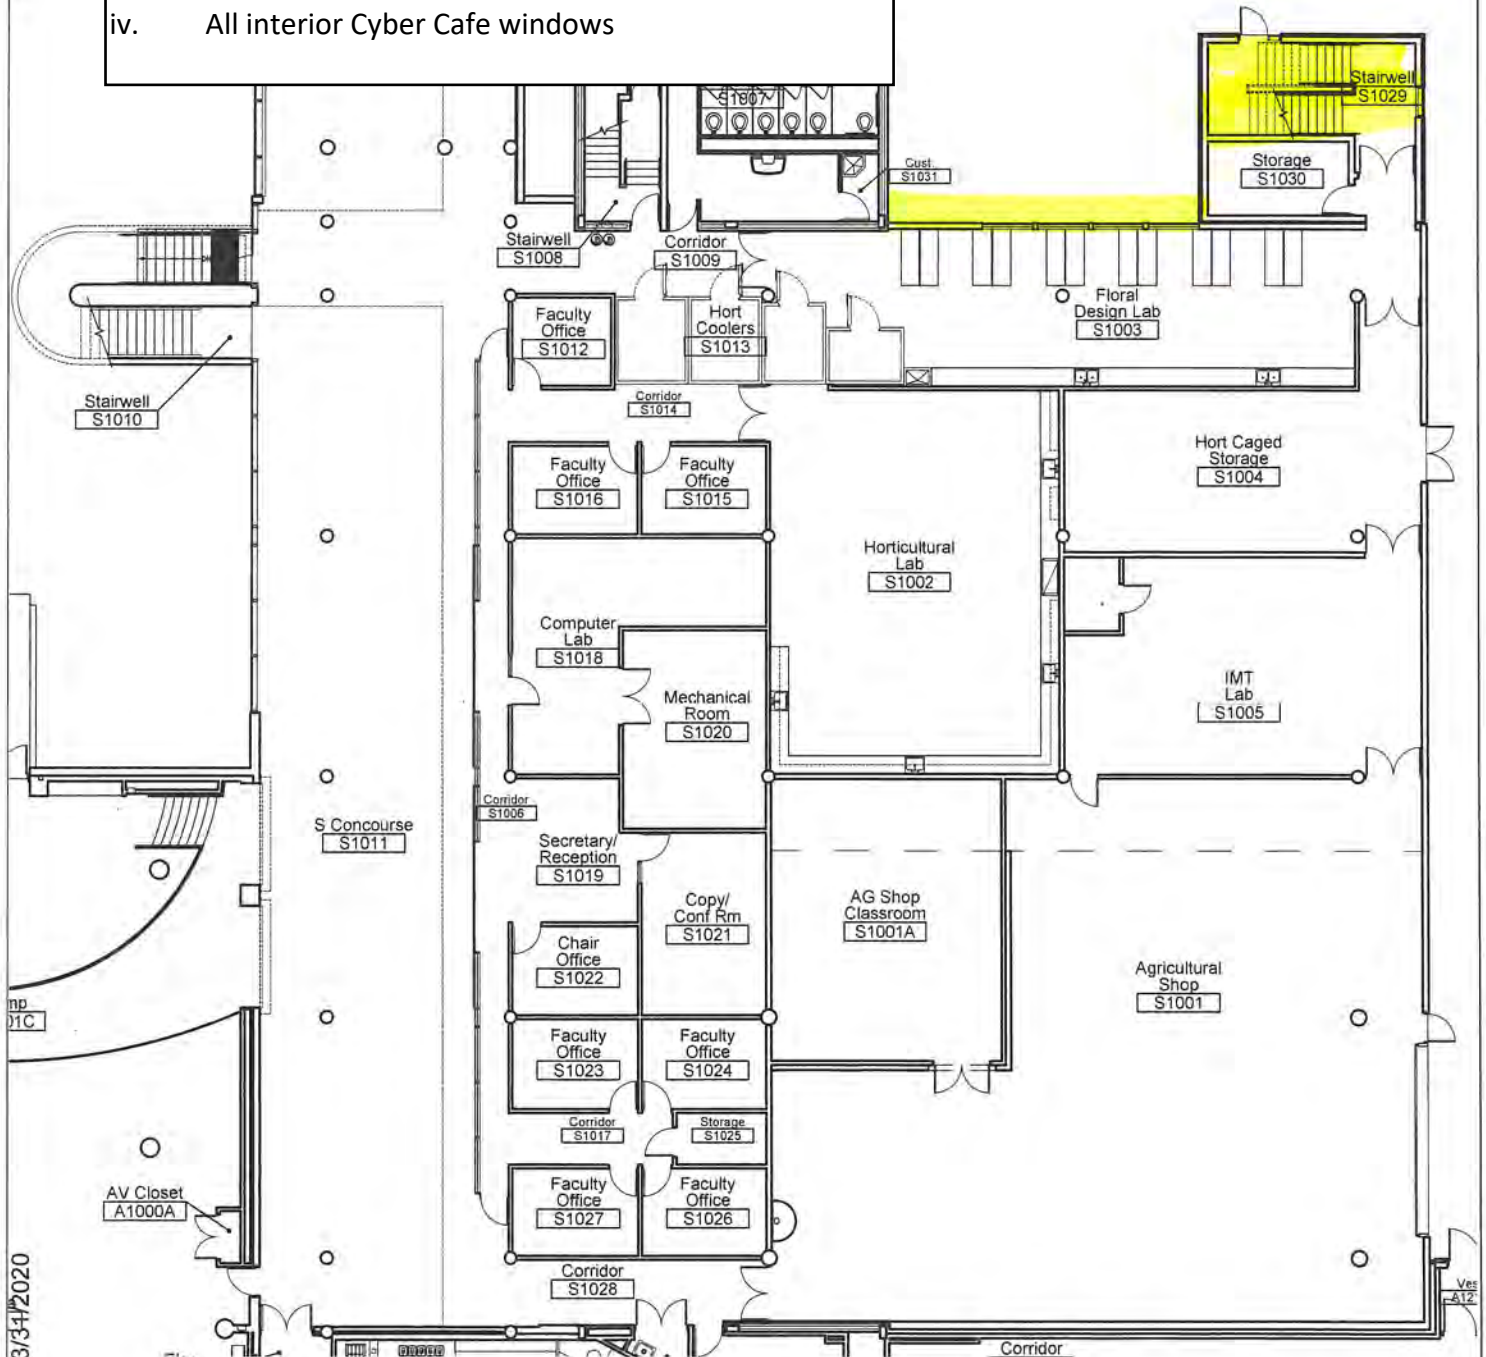 iv. All interior Cyber Cafe windows
S1007
Stairwell
S1029
Cust.
S1031
Storage
S1030
Stairwell
S1008
Corridor
S1009
Floral
Design Lab
S1003
Faculty
Office
S1012
Hort
Coolers
S1013
Stairwell
S1010
Corridor
S1014
Hort Caged
Storage
S1004
Faculty
Office
S1016
Faculty
Office
S1015
Horticultural
Lab
S1002
Computer
Lab
S1018
Mechanical
Room
S1020
IMT
Lab
S1005
Corridor
S1006
S Concourse
S1011
Secretary/
Reception
S1019
Copy/
Conf Rm
S1021
AG Shop
Classroom
S1001A
Chair
Office
S1022
Agricultural
Shop
S1001
mp
01C
Faculty
Office
S1023
Faculty
Office
S1024
Corridor
S1017
Storage
S1025
AV Closet
A1000A
Faculty
Office
S1027
Faculty
Office
S1026
Corridor
S1028
3/31/2020
Ves
A12
Corridor